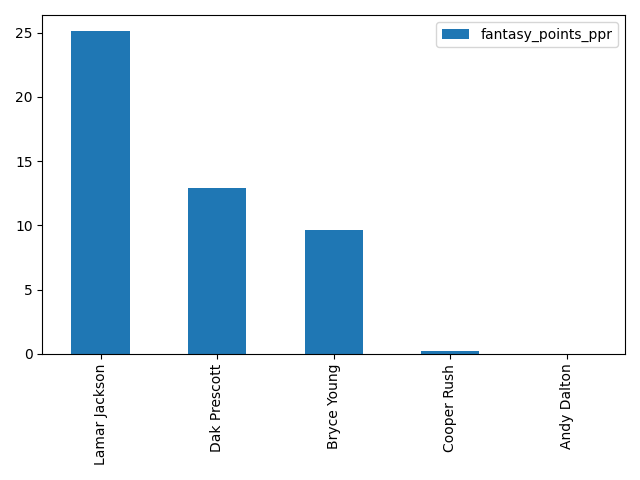 fantasy_points_ppr
25
20
15
10
5
0
Lamar Jackson
Dak Prescott
Bryce Young
Cooper Rush
Andy Dalton